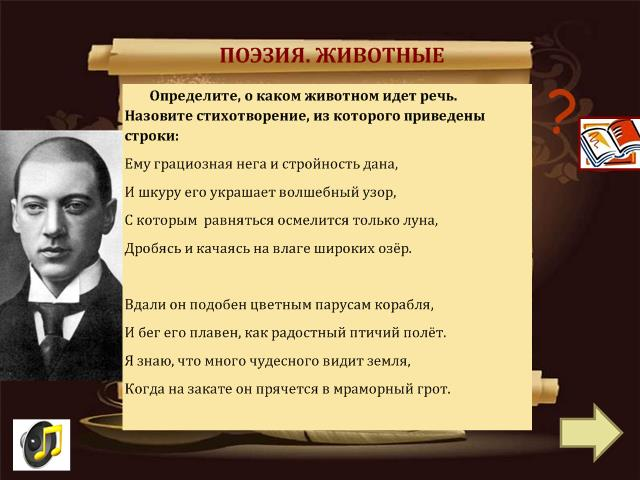 ПОЭЗИЯ. ЖИВОТНЫЕ
Определите, о каком животном идет речь.
Назовите стихотворение, из которого приведены
строки:
Ему грациозная нега и стройность дана,
И шкуру его украшает волшебный узор,
С которым равняться осмелится только луна,
Дробясь и качаясь на влаге широких озёр.
Вдали он подобен цветным парусам корабля,
И бег его плавен, как радостный птичий полёт.
Я знаю, что много чудесного видит земля,
Когда на закате он прячется в мраморный грот.
?